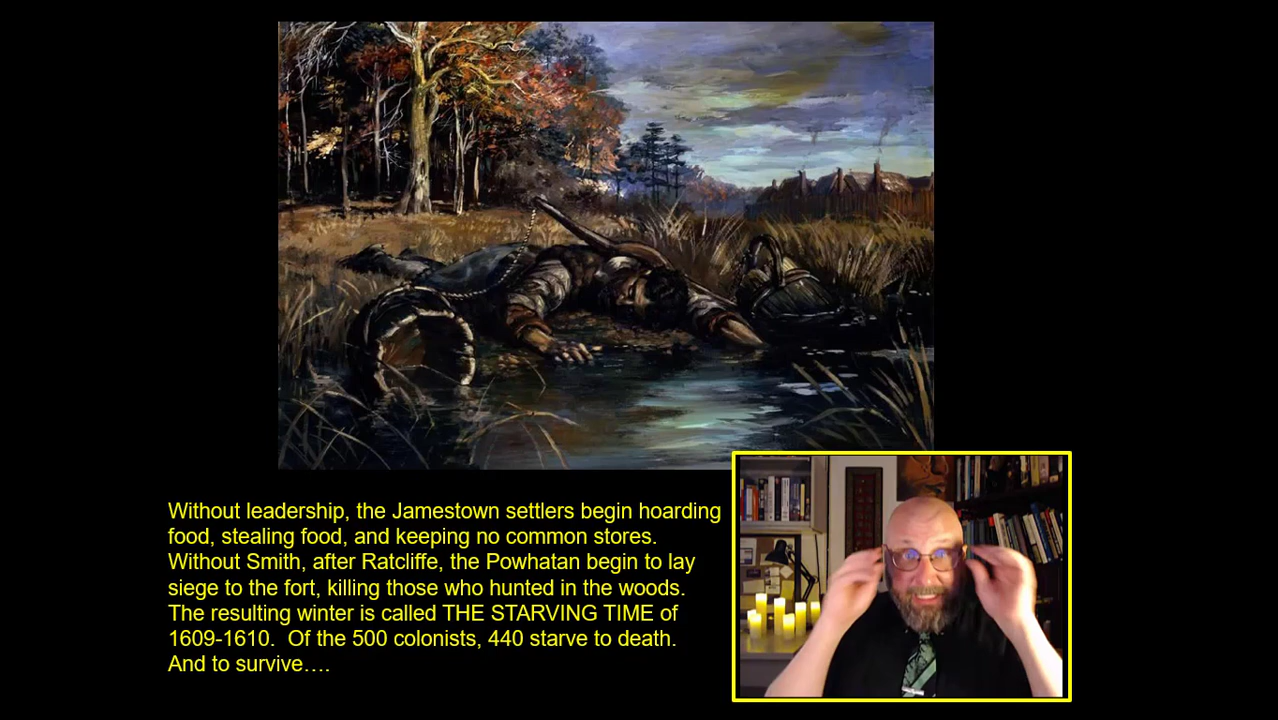 Without leadership, the Jamestown settlers begin hoarding
food, stealing food, and keeping no common stores.
Without Smith, after Ratcliffe, the Powhatan begin to lay
siege to the fort, killing those who hunted in the woods.
The resulting winter is called THE STARVING TIME of
1609-1610.  Of the 500 colonists, 440 starve to death.
And to survive….